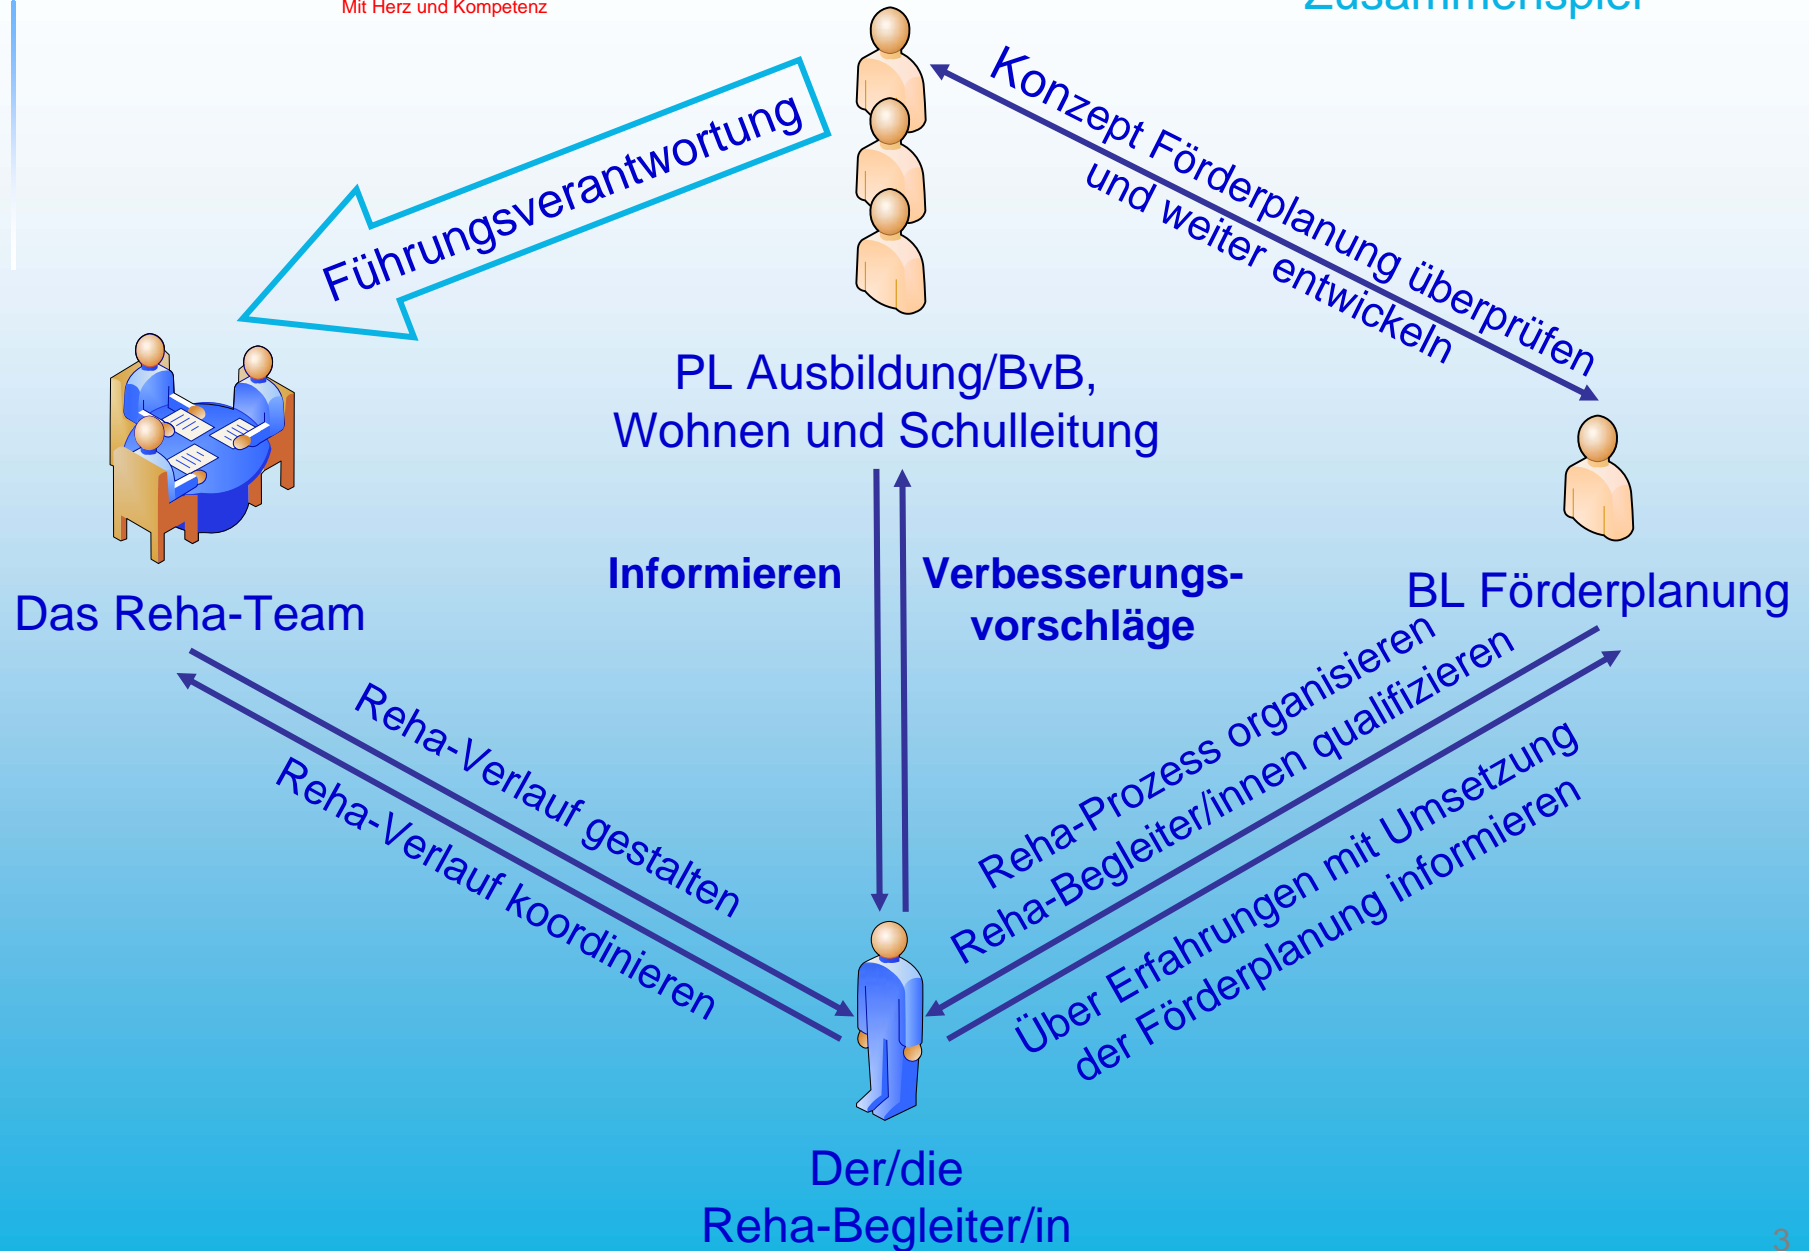 Mit Herz und Kompetenz
Zusammenspiel
Führungsverantwortung
Konzept Förderplanung überprüfen
und weiter entwickeln
PL Ausbildung/BvB,
Wohnen und Schulleitung
Das Reha-Team
Informieren
Verbesserungs-
vorschläge
BL Förderplanung
Reha-Verlauf gestalten
Reha-Verlauf koordinieren
Reha-Prozess organisieren
Reha-Begleiter/innen qualifizieren
Über Erfahrungen mit Umsetzung
der Förderplanung informieren
Der/die
Reha-Begleiter/in
3